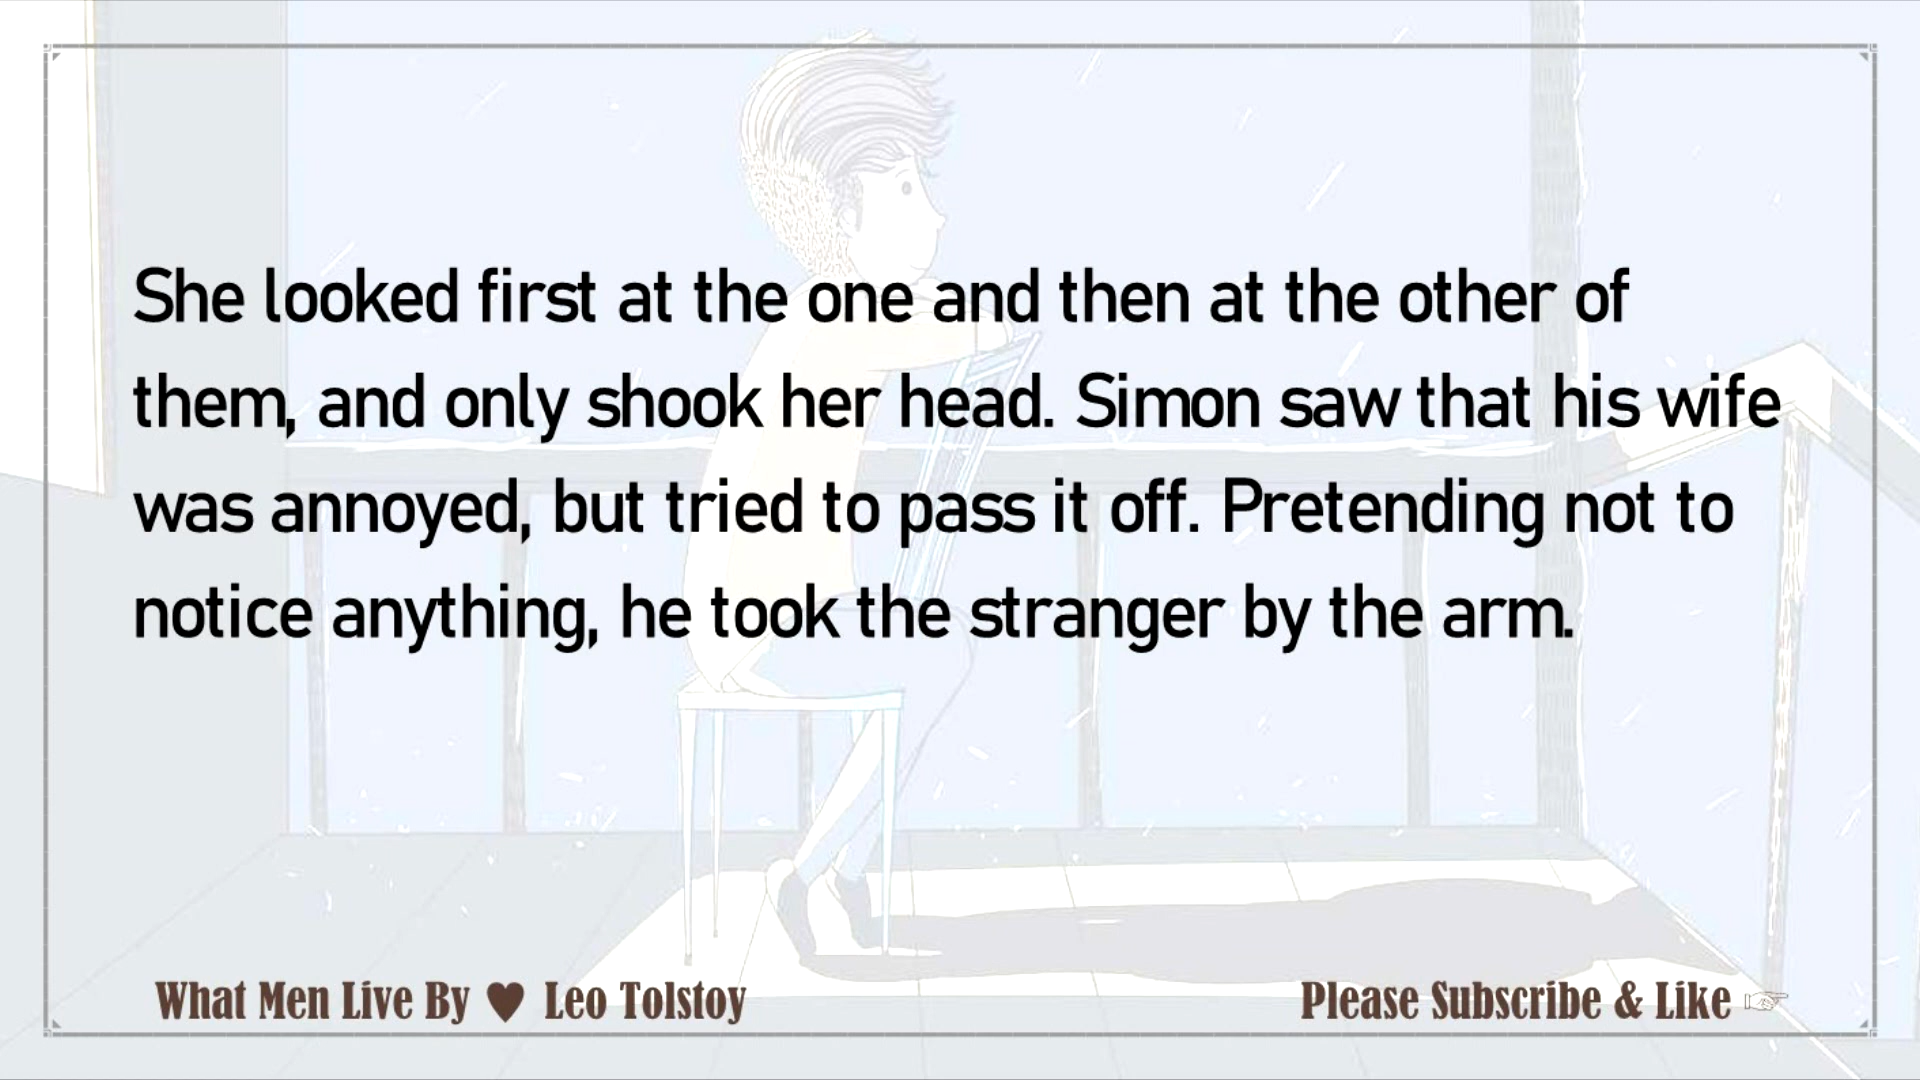 She looked first at the one and then at the other of
them, and only shook her head. Simon saw that his wife
was annoyed, but tried to pass it off. Pretending not to
notice anything, he took the stranger by the arm.
What Men Live By ♥ Leo Tolstoy
Please Subscribe & Like ☞